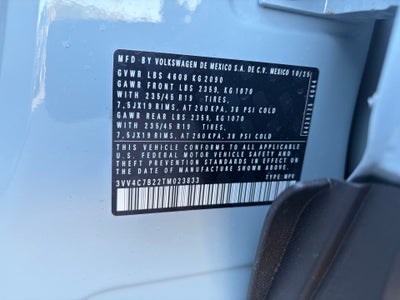 MFD BY VOLKSWAGEN DE MEXICO S.A. DE C.V. MEXICO 10/25
GVWR LBS 4608 KG 2090
GAWR FRONT LBS 2359, KG 1070
WITH 235/45 R19 TIRES,
7,5JX19 RIMS, AT 260 KPA, 38 PSI COLD
GAWR REAR LBS 2359, KG 1070
WITH 235/45 R19 TIRES,
7,5JX19 RIMS, AT 260 KPA, 38 PSI COLD
THIS VEHICLE CONFORMS TO ALL APPLICABLE
U.S. FEDERAL MOTOR VEHICLE SAFETY
AND THEFT PREVENTION STANDARDS IN EFFECT ON THE
DATE OF MANUFACTURE SHOWN ABOVE
3VV4C7B22TM023833
TYPE: MPV